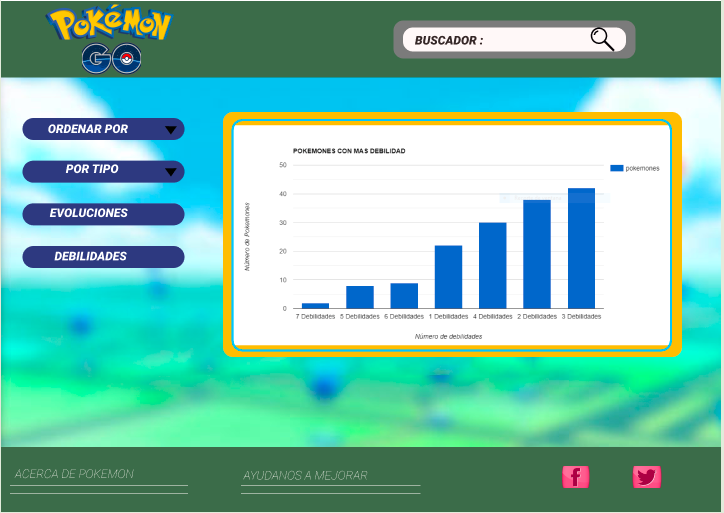 POKÉMON
GO
BUSCADOR :
ORDENAR POR
POR TIPO
EVOLUCIONES
DEBILIDADES
POKEMONES CON MAS DEBILIDAD
pokemones
Número de Pokemones
50
40
30
20
10
0
7 Debilidades 5 Debilidades 6 Debilidades 1 Debilidades 4 Debilidades 2 Debilidades 3 Debilidades
Número de debilidades
ACERCA DE POKEMON
AYUDANOS A MEJORAR
f